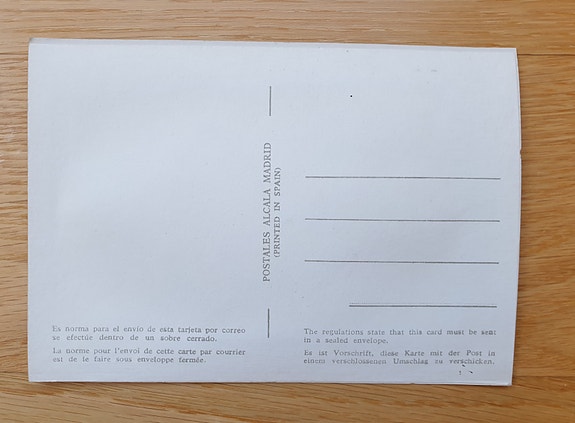 Es norma para el envío de esta tarjeta por correo
se efectúe dentro de un sobre cerrado.
La norme pour l'envoi de cette carte par courrier
est de le faire sous enveloppe fermée.
POSTALES ALCALA MADRID
(PRINTED IN SPAIN)
The regulations state that this card must be sent
in a sealed envelope.
Es ist Vorschrift, diese Karte mit der Post in
einem verschlossenen Umschlag zu verschicken.